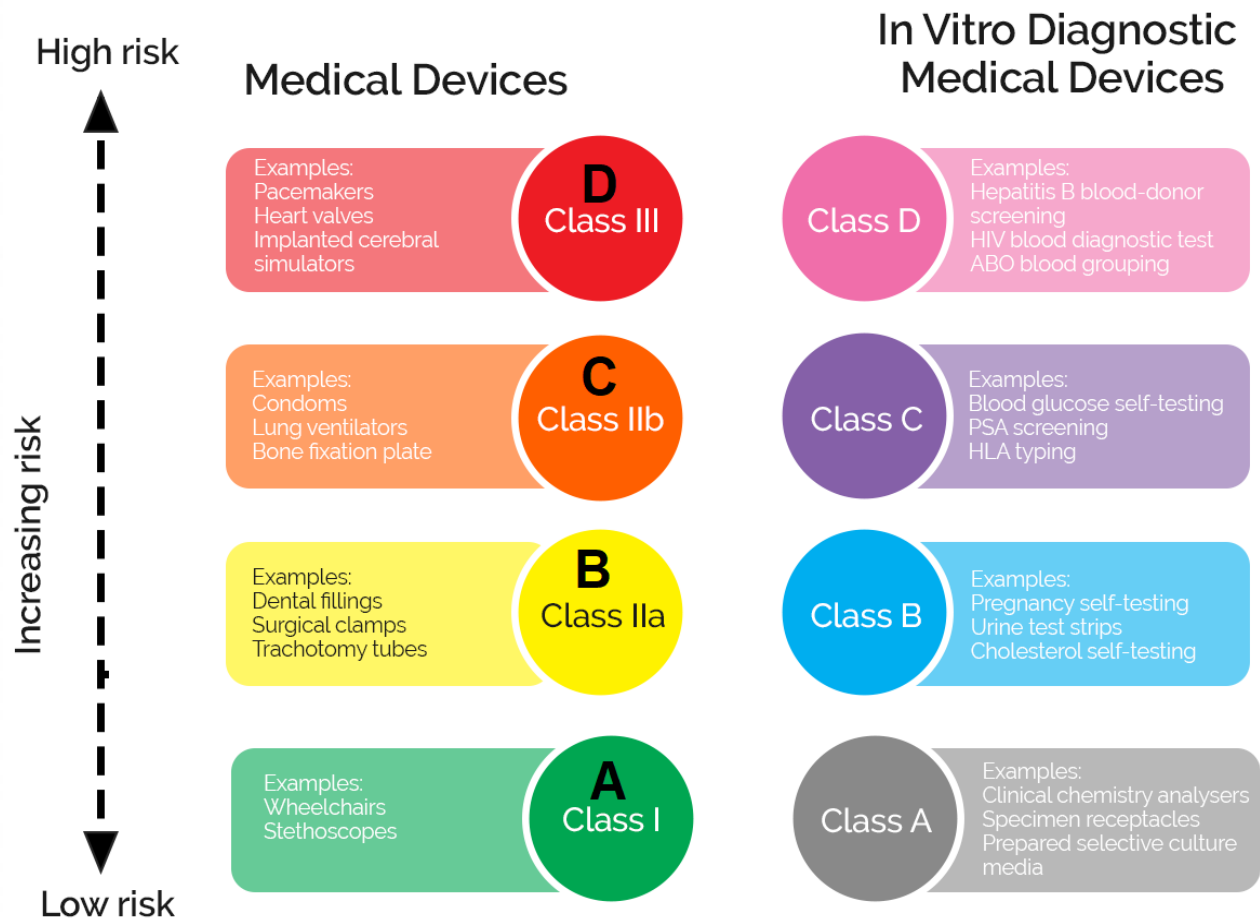 High risk
Increasing risk
Low risk
Medical Devices
In Vitro Diagnostic
Medical Devices
Examples:
Pacemakers
Heart valves
Implanted cerebral
simulators
D
Class III
Class D
Examples:
Hepatitis B blood-donor
screening
HIV blood diagnostic test
ABO blood grouping
Examples:
Condoms
Lung ventilators
Bone fixation plate
C
Class IIb
Class C
Examples:
Blood glucose self-testing
PSA screening
HLA typing
Examples:
Dental fillings
Surgical clamps
Trachotomy tubes
B
Class IIa
Class B
Examples:
Pregnancy self-testing
Urine test strips
Cholesterol self-testing
Examples:
Wheelchairs
Stethoscopes
A
Class I
Class A
Examples:
Clinical chemistry analysers
Specimen receptacles
Prepared selective culture
media